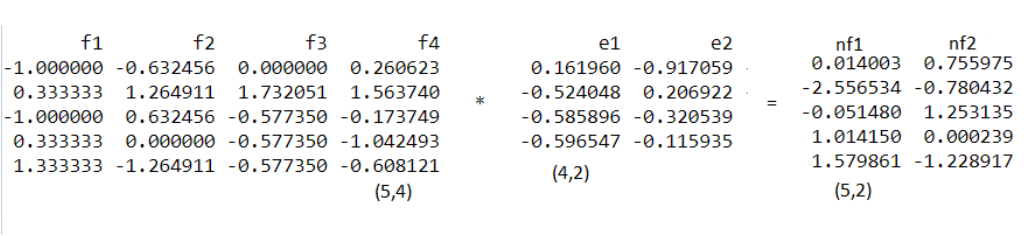 f1 f2 f3 f4 e1 e2 nf1 nf2
-1.000000 -0.632456 0.000000 0.260623 0.161960 -0.917059 0.014003 0.755975
0.333333 1.264911 1.732051 1.563740 * -0.524048 0.206922 = -2.556534 -0.780432
-1.000000 0.632456 -0.577350 -0.173749 -0.585896 -0.320539 -0.051480 1.253135
0.333333 0.000000 -0.577350 -1.042493 -0.596547 -0.115935 1.014150 0.000239
1.333333 -1.264911 -0.577350 -0.608121 1.579861 -1.228917
(5,4) (4,2) (5,2)